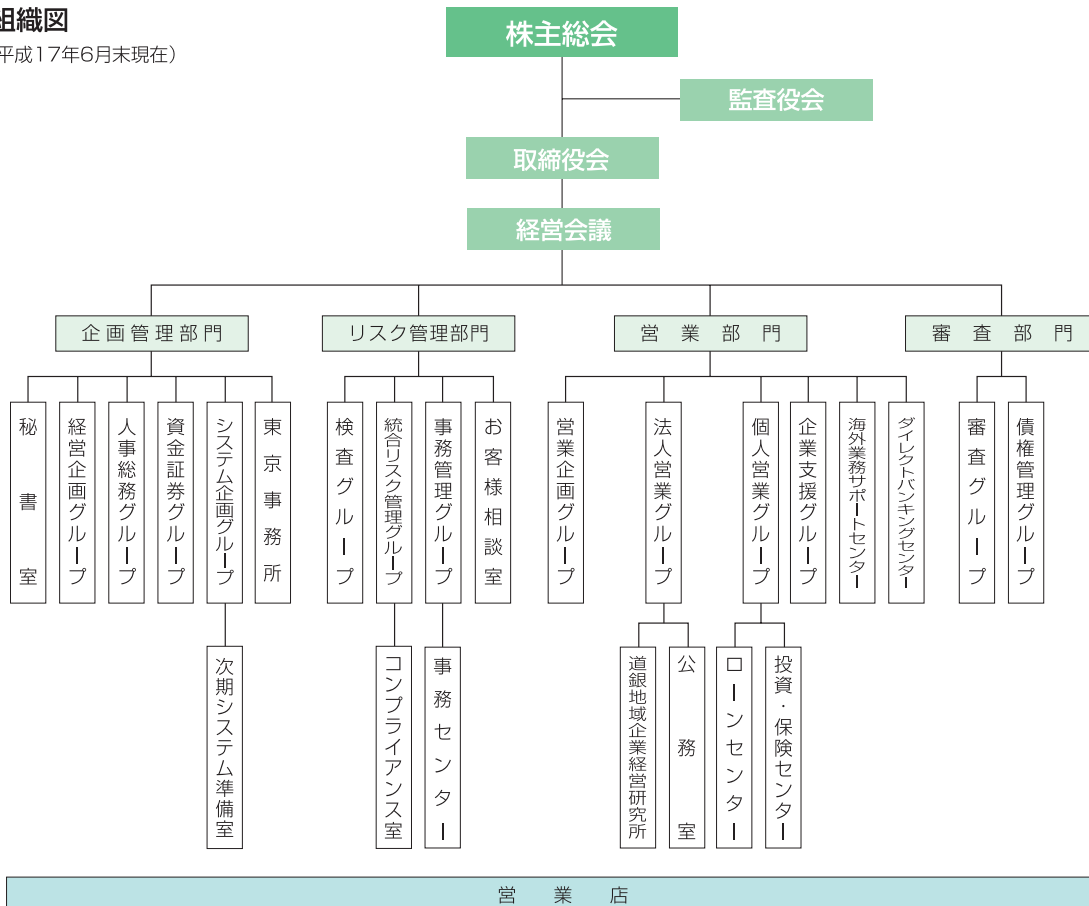 組織図
平成17年6月末現在）
株主総会
監査役会
取締役会
経営会議
企画管理部門
リスク管理部門
営業部門
審査部門
秘書室
経営企画グループ
人事総務グループ
資金証券グループ
システム企画グループ
東京事務所
検査グループ
統合リスク管理グループ
事務管理グループ
お客様相談室
営業企画グループ
法人営業グループ
個人営業グループ
企業支援グループ
海外業務サポートセンター
ダイレクトバンキングセンター
審査グループ
債権管理グループ
次期システム準備室
コンプライアンス室
事務センター
道銀地域企業経営研究所
公務室
ローンセンター
投資・保険センター
営業店